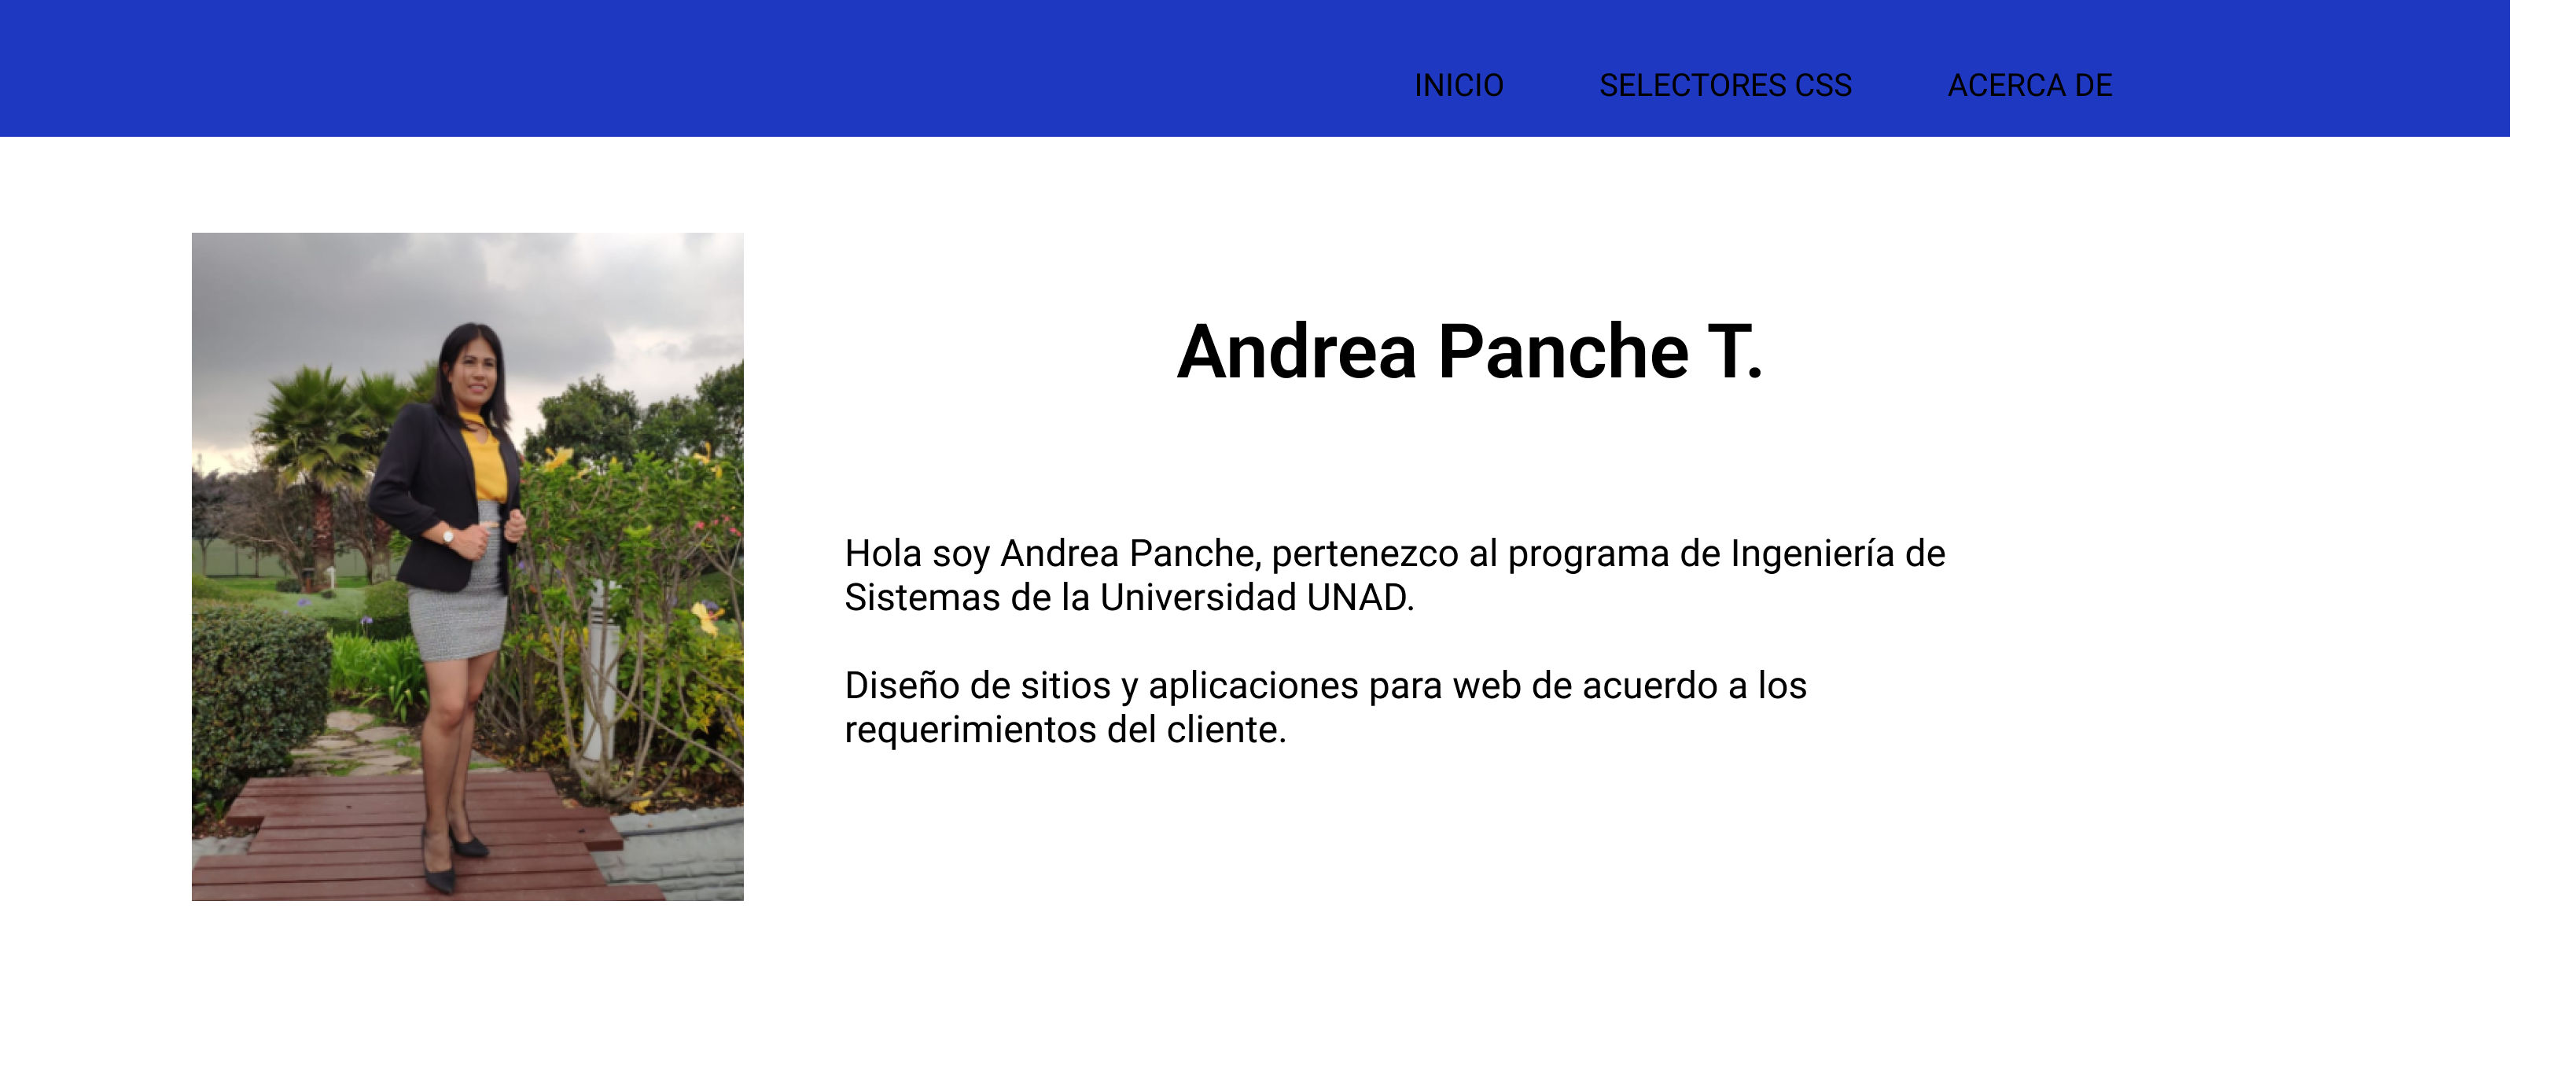 INICIO SELECTORES CSS ACERCA DE
Andrea Panche T.
Hola soy Andrea Panche, pertenezco al programa de Ingeniería de
Sistemas de la Universidad UNAD.
Diseño de sitios y aplicaciones para web de acuerdo a los
requerimientos del cliente.